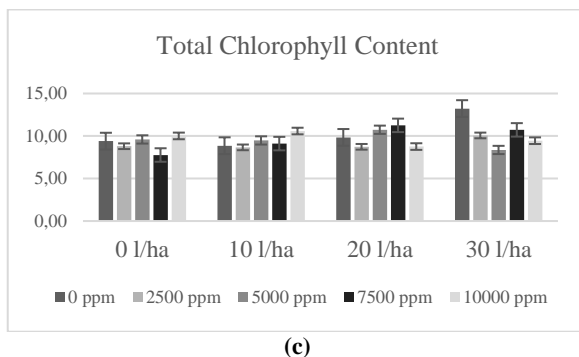 Total Chlorophyll Content
15,00
10,00
5,00
0,00
0 l/ha 10 l/ha 20 l/ha 30 l/ha
0 ppm 2500 ppm 5000 ppm 7500 ppm 10000 ppm
(c)